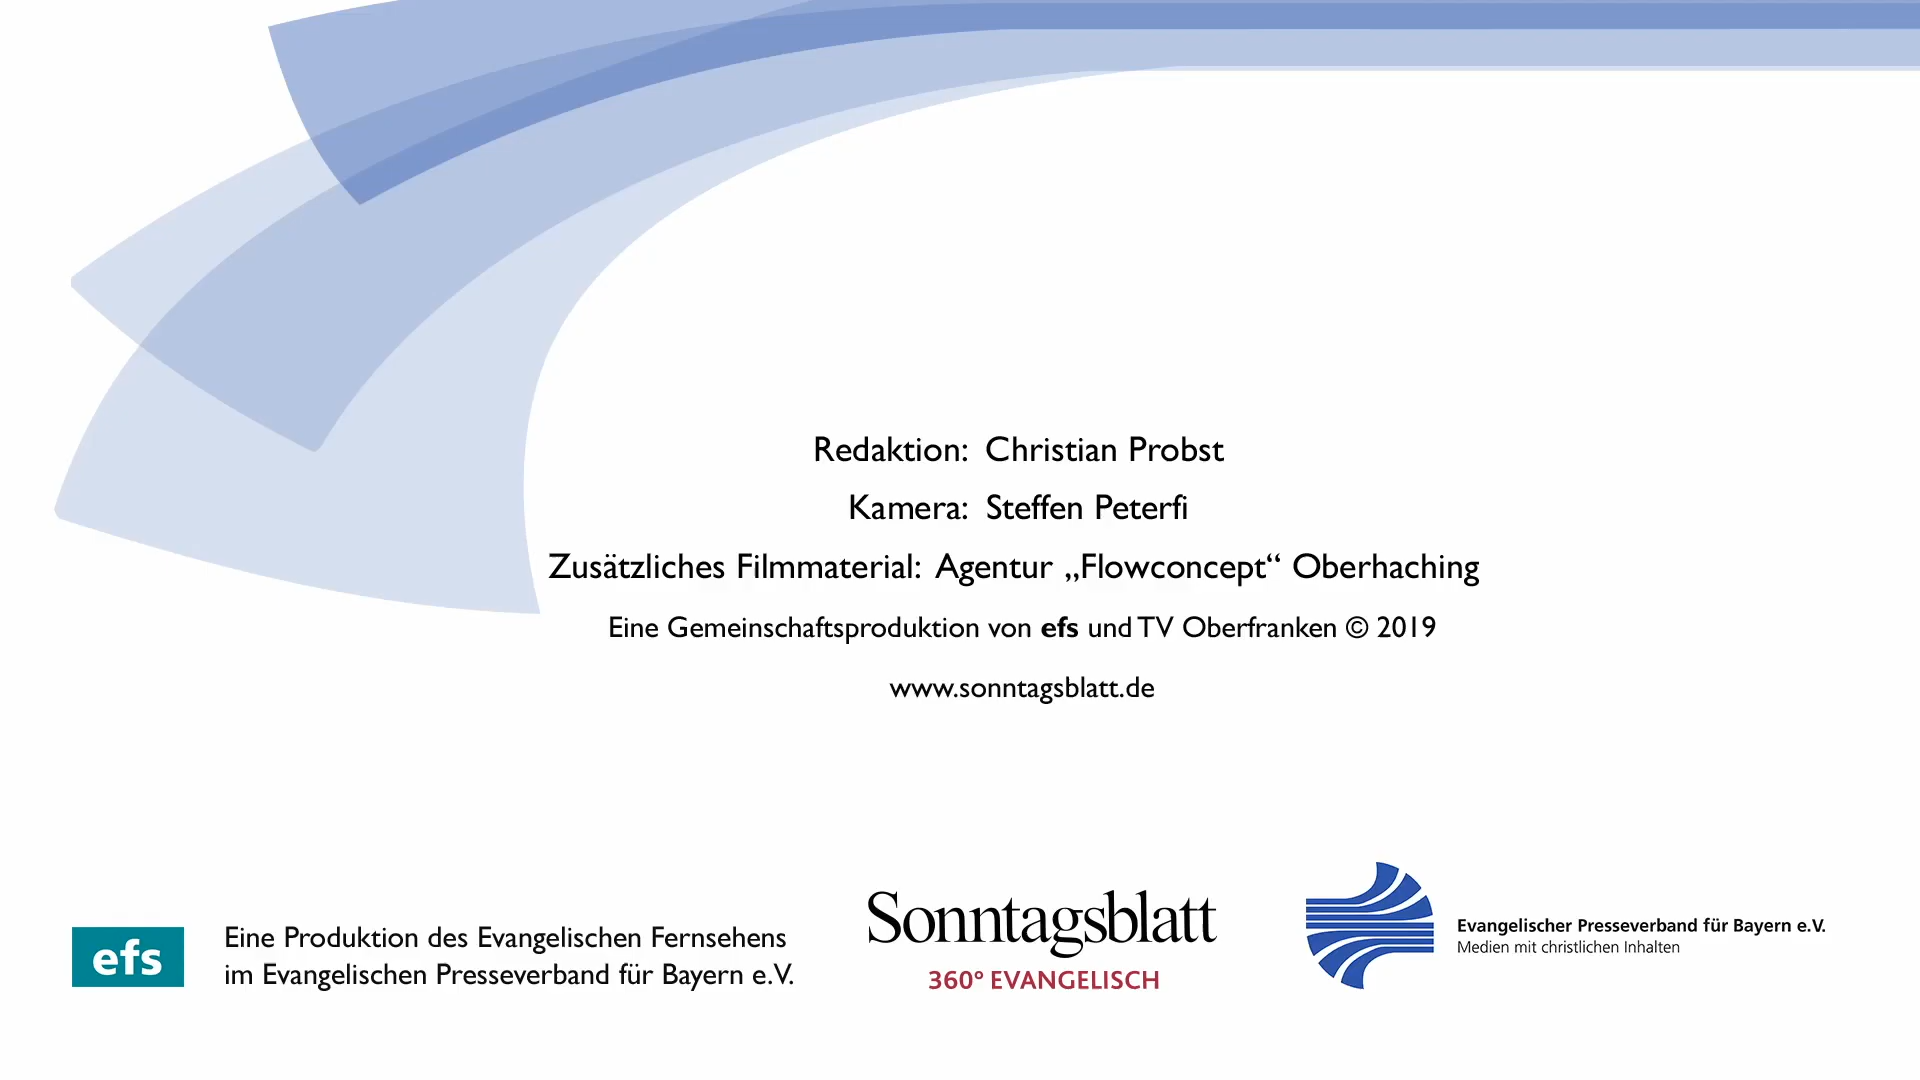 Redaktion: Christian Probst
Kamera: Steffen Peterfi
Zusätzliches Filmmaterial: Agentur „Flowconcept“ Oberhaching
Eine Gemeinschaftsproduktion von efs und TV Oberfranken © 2019
www.sonntagsblatt.de
efs
Eine Produktion des Evangelischen Fernsehens
im Evangelischen Presseverband für Bayern e.V.
Sonntagsblatt
360° EVANGELISCH
Evangelischer Presseverband für Bayern e.V.
Medien mit christlichen Inhalten